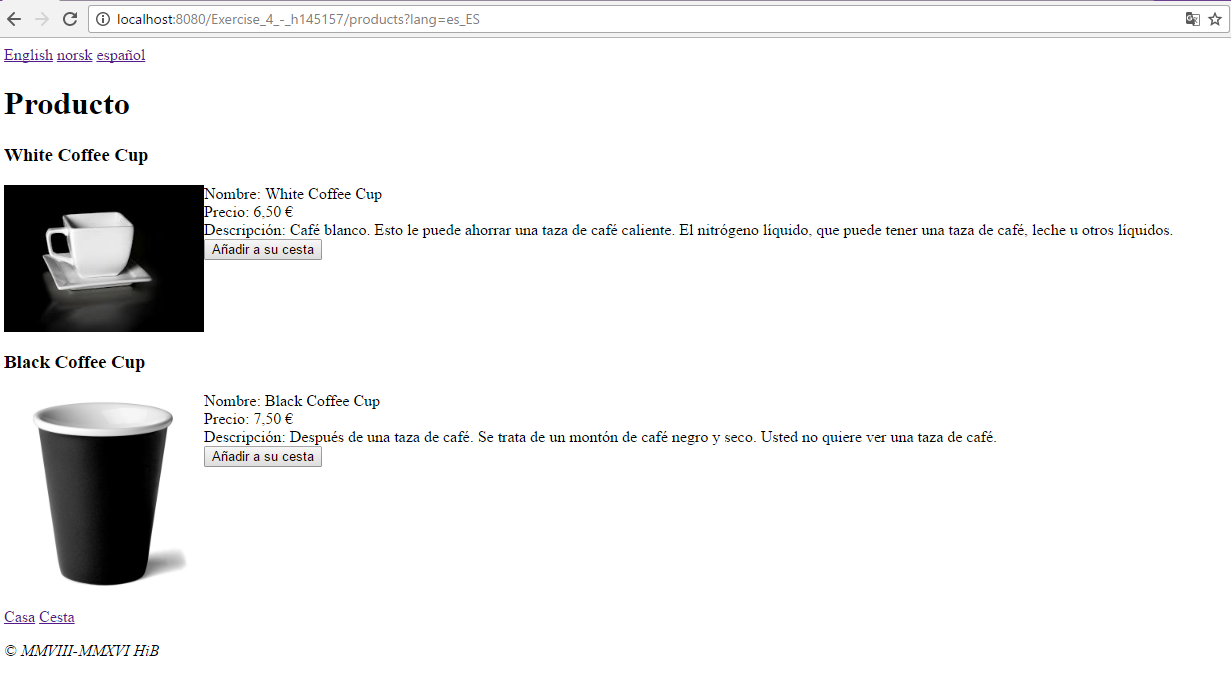 localhost:8080/Exercise_4_-_h145157/products?lang=es_ES
English norsk español
Producto
White Coffee Cup
Nombre: White Coffee Cup
Precio: 6,50 €
Descripción: Café blanco. Esto le puede ahorrar una taza de café caliente. El nitrógeno líquido, que puede tener una taza de café, leche u otros líquidos.
Añadir a su cesta
Black Coffee Cup
Nombre: Black Coffee Cup
Precio: 7,50 €
Descripción: Después de una taza de café. Se trata de un montón de café negro y seco. Usted no quiere ver una taza de café.
Añadir a su cesta
Casa Cesta
© MMVIII-MMXVI HiB